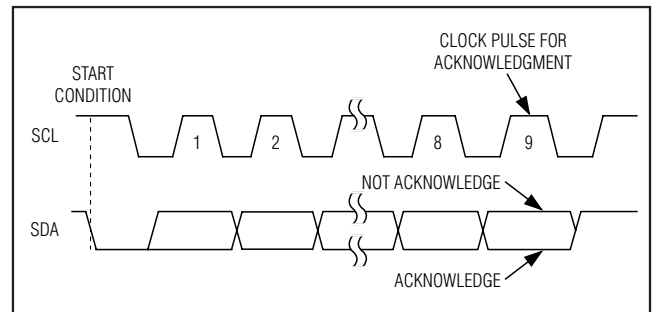 CLOCK PULSE FOR
ACKNOWLEDGMENT
START
CONDITION
SCL
1
2
8
9
NOT ACKNOWLEDGE
SDA
ACKNOWLEDGE